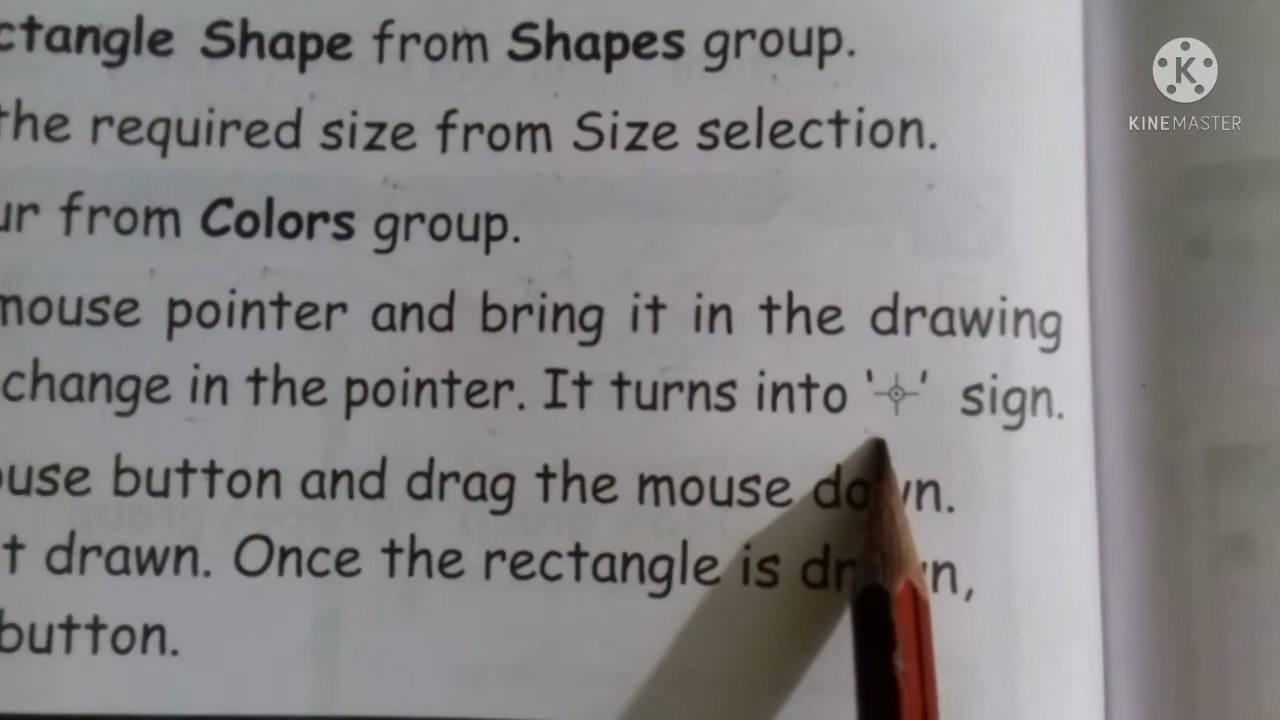 ctangle Shape from Shapes group.
the required size from Size selection.
ur from Colors group.
mouse pointer and bring it in the drawing
change in the pointer. It turns into '⌖' sign.
ouse button and drag the mouse
t drawn. Once the rectangle is
button.
K
KINEMASTER